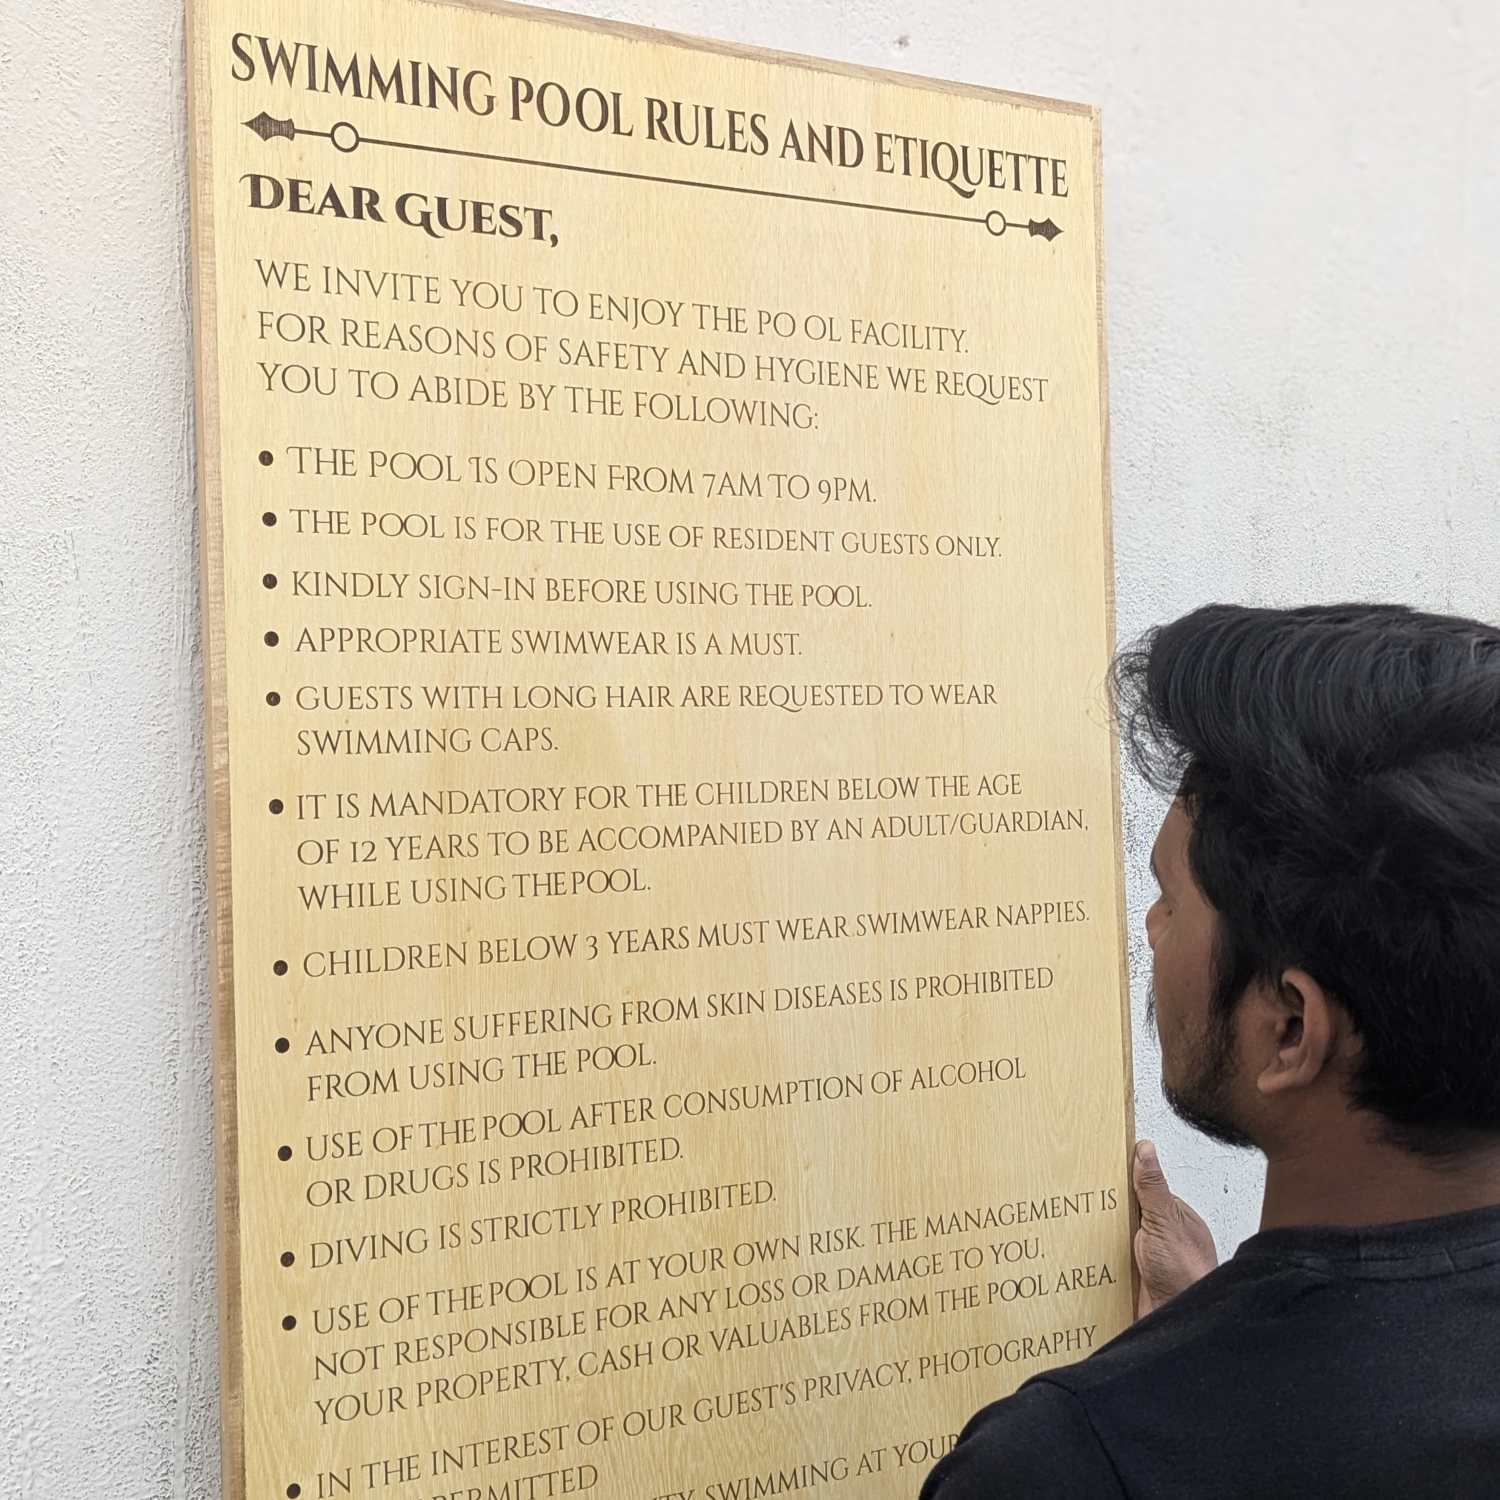 SWIMMING POOL RULES AND ETIQUETTE
DEAR GUEST,
WE INVITE YOU TO ENJOY THE PO OL FACILITY.
FOR REASONS OF SAFETY AND HYGIENE WE REQUEST
YOU TO ABIDE BY THE FOLLOWING:
• THE POOL IS OPEN FROM 7AM TO 9PM.
• THE POOL IS FOR THE USE OF RESIDENT GUESTS ONLY.
• KINDLY SIGN-IN BEFORE USING THE POOL.
• APPROPRIATE SWIMWEAR IS A MUST.
• GUESTS WITH LONG HAIR ARE REQUESTED TO WEAR
SWIMMING CAPS.
• IT IS MANDATORY FOR THE CHILDREN BELOW THE AGE
OF 12 YEARS TO BE ACCOMPANIED BY AN ADULT/GUARDIAN,
WHILE USING THE POOL.
• CHILDREN BELOW 3 YEARS MUST WEAR SWIMWEAR NAPPIES.
• ANYONE SUFFERING FROM SKIN DISEASES IS PROHIBITED
FROM USING THE POOL.
• USE OF THE POOL AFTER CONSUMPTION OF ALCOHOL
OR DRUGS IS PROHIBITED.
• DIVING IS STRICTLY PROHIBITED.
• USE OF THE POOL IS AT YOUR OWN RISK. THE MANAGEMENT IS
NOT RESPONSIBLE FOR ANY LOSS OR DAMAGE TO YOU,
YOUR PROPERTY, CASH OR VALUABLES FROM THE POOL AREA.
• IN THE INTEREST OF OUR GUEST'S PRIVACY, PHOTOGRAPHY
PERMITTED
SWIMMING AT YOUR